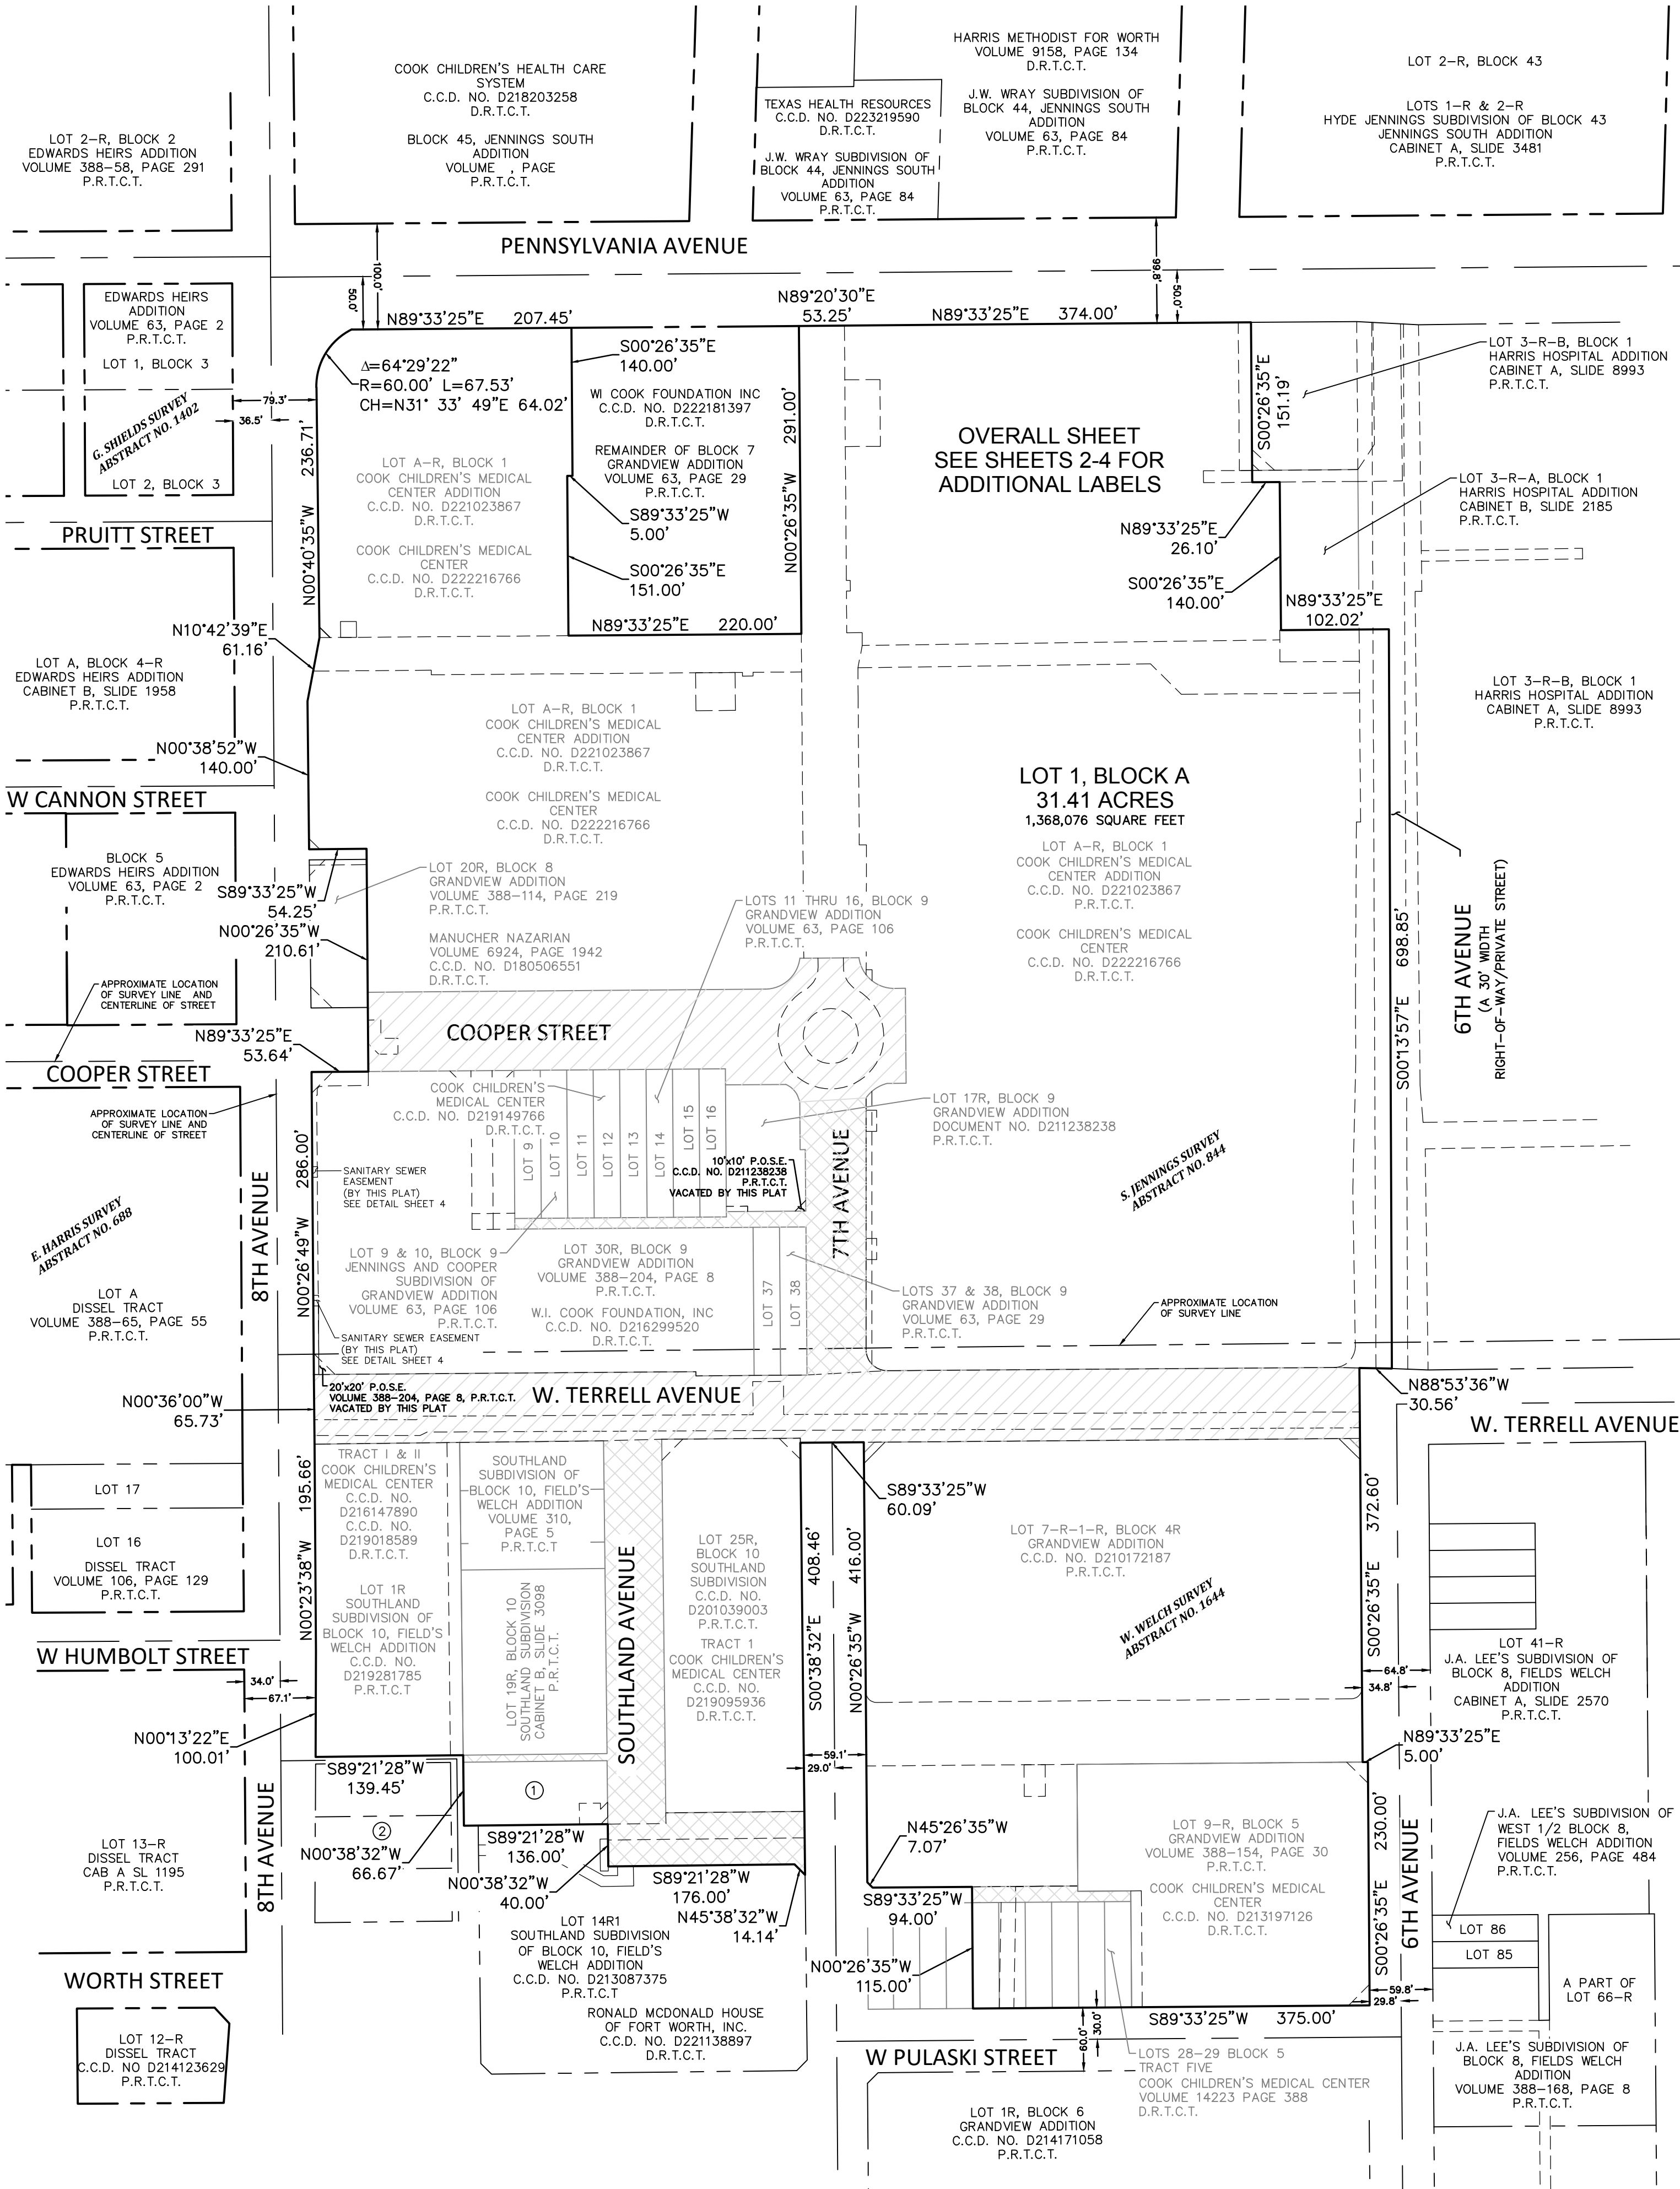 COOK CHILDREN'S HEALTH CARE
SYSTEM
C.C.D. NO. D218203258
D.R.T.C.T.
BLOCK 45, JENNINGS SOUTH
ADDITION
VOLUME , PAGE
P.R.T.C.T.
HARRIS METHODIST FOR WORTH
VOLUME 9158, PAGE 134
D.R.T.C.T.
J.W. WRAY SUBDIVISION OF
BLOCK 44, JENNINGS SOUTH
ADDITION
VOLUME 63, PAGE 84
P.R.T.C.T.
TEXAS HEALTH RESOURCES
C.C.D. NO. D223219590
D.R.T.C.T.
J.W. WRAY SUBDIVISION OF
BLOCK 44, JENNINGS SOUTH
ADDITION
VOLUME 63, PAGE 84
P.R.T.C.T.
LOT 2-R, BLOCK 43
LOTS 1-R & 2-R
HYDE JENNINGS SUBDIVISION OF BLOCK 43
JENNINGS SOUTH ADDITION
CABINET A, SLIDE 3481
P.R.T.C.T.
LOT 2-R, BLOCK 2
EDWARDS HEIRS ADDITION
VOLUME 388-58, PAGE 291
P.R.T.C.T.
PENNSYLVANIA AVENUE
100.0'
50.0'
99.8'
50.0'
N89°33'25"E 207.45'
N89°20'30"E
53.25'
N89°33'25"E 374.00'
EDWARDS HEIRS
ADDITION
VOLUME 63, PAGE 2
P.R.T.C.T.
LOT 1, BLOCK 3
G. SHIELDS SURVEY
ABSTRACT NO. 1402
LOT 2, BLOCK 3
79.3'
36.5'
Δ=64°29'22"
R=60.00' L=67.53'
CH=N31° 33' 49"E 64.02'
S00°26'35"E
140.00'
WI COOK FOUNDATION INC
C.C.D. NO. D222181397
D.R.T.C.T.
REMAINDER OF BLOCK 7
GRANDVIEW ADDITION
VOLUME 63, PAGE 29
P.R.T.C.T.
S89°33'25"W
5.00'
S00°26'35"E
151.00'
N89°33'25"E 220.00'
N00°26'35"W 291.00'
N00°40'35"W 236.71'
LOT A-R, BLOCK 1
COOK CHILDREN'S MEDICAL
CENTER ADDITION
C.C.D. NO. D221023867
D.R.T.C.T.
COOK CHILDREN'S MEDICAL
CENTER
C.C.D. NO. D222216766
D.R.T.C.T.
OVERALL SHEET
SEE SHEETS 2-4 FOR
ADDITIONAL LABELS
S00°26'35"E
151.19'
LOT 3-R-B, BLOCK 1
HARRIS HOSPITAL ADDITION
CABINET A, SLIDE 8993
P.R.T.C.T.
LOT 3-R-A, BLOCK 1
HARRIS HOSPITAL ADDITION
CABINET B, SLIDE 2185
P.R.T.C.T.
N89°33'25"E
26.10'
S00°26'35"E
140.00'
N89°33'25"E
102.02'
PRUITT STREET
N10°42'39"E
61.16'
LOT A, BLOCK 4-R
EDWARDS HEIRS ADDITION
CABINET B, SLIDE 1958
P.R.T.C.T.
N00°38'52"W
140.00'
LOT A-R, BLOCK 1
COOK CHILDREN'S MEDICAL
CENTER ADDITION
C.C.D. NO. D221023867
D.R.T.C.T.
COOK CHILDREN'S MEDICAL
CENTER
C.C.D. NO. D222216766
D.R.T.C.T.
LOT 3-R-B, BLOCK 1
HARRIS HOSPITAL ADDITION
CABINET A, SLIDE 8993
P.R.T.C.T.
LOT 1, BLOCK A
31.41 ACRES
1,368,076 SQUARE FEET
LOT A-R, BLOCK 1
COOK CHILDREN'S MEDICAL
CENTER ADDITION
C.C.D. NO. D221023867
P.R.T.C.T.
COOK CHILDREN'S MEDICAL
CENTER
C.C.D. NO. D222216766
D.R.T.C.T.
W CANNON STREET
BLOCK 5
EDWARDS HEIRS ADDITION
VOLUME 63, PAGE 2
P.R.T.C.T.
S89°33'25"W
54.25'
N00°26'35"W
210.61'
LOT 20R, BLOCK 8
GRANDVIEW ADDITION
VOLUME 388-114, PAGE 219
P.R.T.C.T.
MANUCHER NAZARIAN
VOLUME 6924, PAGE 1942
C.C.D. NO. D180506551
D.R.T.C.T.
LOTS 11 THRU 16, BLOCK 9
GRANDVIEW ADDITION
VOLUME 63, PAGE 106
P.R.T.C.T.
S00°13'57"E 698.85'
6TH AVENUE
(A 30' WIDTH
RIGHT-OF-WAY/PRIVATE STREET)
APPROXIMATE LOCATION
OF SURVEY LINE AND
CENTERLINE OF STREET
N89°33'25"E
53.64'
COOPER STREET
COOPER STREET
APPROXIMATE LOCATION
OF SURVEY LINE AND
CENTERLINE OF STREET
COOK CHILDREN'S
MEDICAL CENTER
C.C.D. NO. D219149766
D.R.T.C.T.
LOT 9
LOT 10
LOT 11
LOT 12
LOT 13
LOT 14
LOT 15
LOT 16
LOT 17R, BLOCK 9
GRANDVIEW ADDITION
DOCUMENT NO. D211238238
P.R.T.C.T.
10'x10' P.O.S.E.
C.C.D. NO. D211238238
P.R.T.C.T.
VACATED BY THIS PLAT
7TH AVENUE
S. JENNINGS SURVEY
ABSTRACT NO. 844
8TH AVENUE
N00°26'49"W 286.00'
SANITARY SEWER
EASEMENT
(BY THIS PLAT)
SEE DETAIL SHEET 4
E. HARRIS SURVEY
ABSTRACT NO. 688
LOT A
DISSEL TRACT
VOLUME 388-65, PAGE 55
P.R.T.C.T.
LOT 9 & 10, BLOCK 9
JENNINGS AND COOPER
SUBDIVISION OF
GRANDVIEW ADDITION
VOLUME 63, PAGE 106
P.R.T.C.T.
LOT 30R, BLOCK 9
GRANDVIEW ADDITION
VOLUME 388-204, PAGE 8
P.R.T.C.T.
W.I. COOK FOUNDATION, INC
C.C.D. NO. D216299520
D.R.T.C.T.
LOT 37
LOT 38
LOTS 37 & 38, BLOCK 9
GRANDVIEW ADDITION
VOLUME 63, PAGE 29
P.R.T.C.T.
APPROXIMATE LOCATION
OF SURVEY LINE
SANITARY SEWER EASEMENT
(BY THIS PLAT)
SEE DETAIL SHEET 4
20'x20' P.O.S.E.
VOLUME 388-204, PAGE 8, P.R.T.C.T.
VACATED BY THIS PLAT
W. TERRELL AVENUE
N00°36'00"W
65.73'
N88°53'36"W
30.56'
W. TERRELL AVENUE
LOT 17
LOT 16
DISSEL TRACT
VOLUME 106, PAGE 129
P.R.T.C.T.
N00°23'38"W 195.66'
TRACT I & II
COOK CHILDREN'S
MEDICAL CENTER
C.C.D. NO.
D216147890
C.C.D. NO.
D219018589
D.R.T.C.T.
LOT 1R
SOUTHLAND
SUBDIVISION OF
BLOCK 10, FIELD'S
WELCH ADDITION
C.C.D. NO.
D219281785
P.R.T.C.T
SOUTHLAND
SUBDIVISION OF
BLOCK 10, FIELD'S
WELCH ADDITION
VOLUME 310,
PAGE 5
P.R.T.C.T
LOT 19R, BLOCK 10
SOUTHLAND SUBDIVISION
CABINET B, SLIDE 3098
P.R.T.C.T.
SOUTHLAND AVENUE
LOT 25R,
BLOCK 10
SOUTHLAND
SUBDIVISION
C.C.D. NO.
D201039003
P.R.T.C.T.
TRACT 1
COOK CHILDREN'S
MEDICAL CENTER
C.C.D. NO.
D219095936
D.R.T.C.T.
S00°38'32"E 408.46'
N00°26'35"W 416.00'
S89°33'25"W
60.09'
LOT 7-R-1-R, BLOCK 4R
GRANDVIEW ADDITION
C.C.D. NO. D210172187
P.R.T.C.T.
W. WELCH SURVEY
ABSTRACT NO. 1644
S00°26'35"E 372.60'
64.8'
34.8'
LOT 41-R
J.A. LEE'S SUBDIVISION OF
BLOCK 8, FIELDS WELCH
ADDITION
CABINET A, SLIDE 2570
P.R.T.C.T.
W HUMBOLT STREET
34.0'
67.1'
N00°13'22"E
100.01'
59.1'
29.0'
N89°33'25"E
5.00'
S89°21'28"W
139.45'
1
2
8TH AVENUE
LOT 13-R
DISSEL TRACT
CAB A SL 1195
P.R.T.C.T.
N00°38'32"W
66.67'
S89°21'28"W
136.00'
N00°38'32"W
40.00'
S89°21'28"W
176.00'
N45°38'32"W
14.14'
N45°26'35"W
7.07'
S89°33'25"W
94.00'
N00°26'35"W
115.00'
LOT 9-R, BLOCK 5
GRANDVIEW ADDITION
VOLUME 388-154, PAGE 30
P.R.T.C.T.
COOK CHILDREN'S MEDICAL
CENTER
C.C.D. NO. D213197126
D.R.T.C.T.
S00°26'35"E 230.00'
6TH AVENUE
J.A. LEE'S SUBDIVISION OF
WEST 1/2 BLOCK 8,
FIELDS WELCH ADDITION
VOLUME 256, PAGE 484
P.R.T.C.T.
LOT 86
LOT 85
A PART OF
LOT 66-R
59.8'
29.8'
LOT 14R1
SOUTHLAND SUBDIVISION
OF BLOCK 10, FIELD'S
WELCH ADDITION
C.C.D. NO. D213087375
P.R.T.C.T
RONALD MCDONALD HOUSE
OF FORT WORTH, INC.
C.C.D. NO. D221138897
D.R.T.C.T.
WORTH STREET
LOT 12-R
DISSEL TRACT
C.C.D. NO D214123629
P.R.T.C.T.
S89°33'25"W 375.00'
60.0'
30.0'
W PULASKI STREET
LOTS 28-29 BLOCK 5
TRACT FIVE
COOK CHILDREN'S MEDICAL CENTER
VOLUME 14223 PAGE 388
D.R.T.C.T.
J.A. LEE'S SUBDIVISION OF
BLOCK 8, FIELDS WELCH
ADDITION
VOLUME 388-168, PAGE 8
P.R.T.C.T.
LOT 1R, BLOCK 6
GRANDVIEW ADDITION
C.C.D. NO. D214171058
P.R.T.C.T.